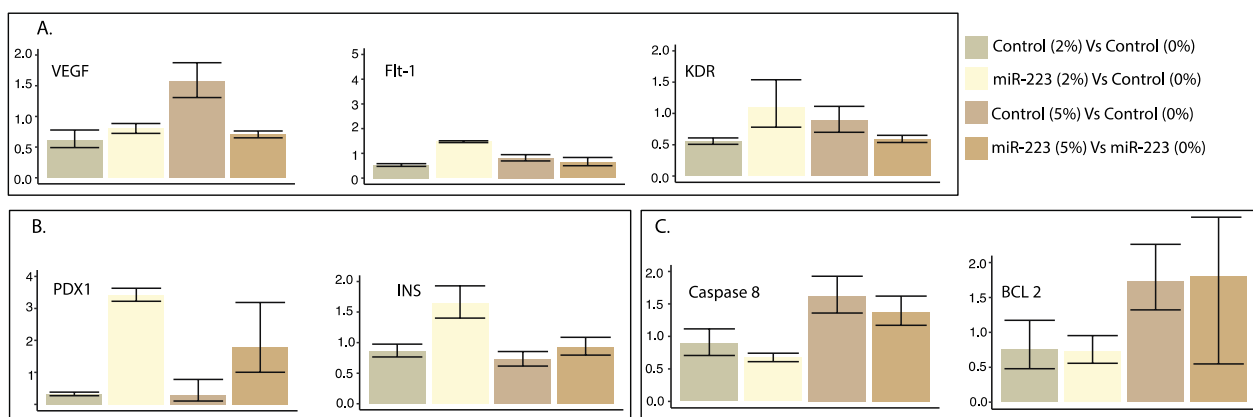 A.
VEGF
2.0
1.5
1.0
0.5
0.0
Flt-1
5
4
3
2
1
0
KDR
2.0
1.5
1.0
0.5
0.0
Control (2%) Vs Control (0%)
miR-223 (2%) Vs Control (0%)
Control (5%) Vs Control (0%)
miR-223 (5%) Vs miR-223 (0%)
B.
PDX1
4
3
2
1
INS
2.0
1.5
1.0
0.5
0.0
C.
Caspase 8
2.0
1.5
1.0
0.5
0.0
BCL 2
2.0
1.5
1.0
0.5
0.0